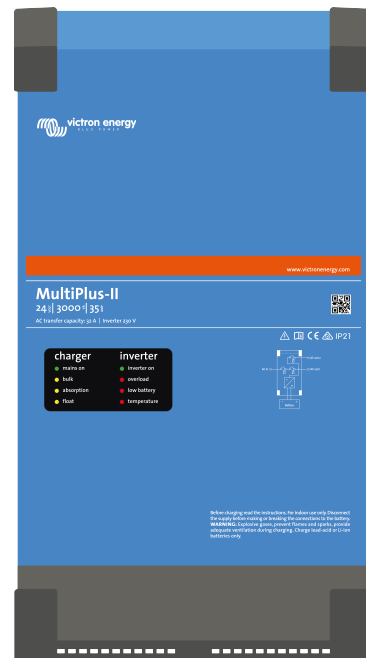 victron energy
BLUE POWER
www.victronenergy.com
MultiPlus-II
24 | 3000 | 35
AC transfer capacity: 32 A | Inverter 230 V
CE IP21
charger inverter
mains on inverter on
bulk overload
absorption low battery
float temperature
Before charging read the instructions. For indoor use only. Disconnect
the supply before making or breaking the connections to the battery.
WARNING: Explosive gases, prevent flames and sparks, provide
adequate ventilation during charging. Charge lead-acid or Li-ion
batteries only.